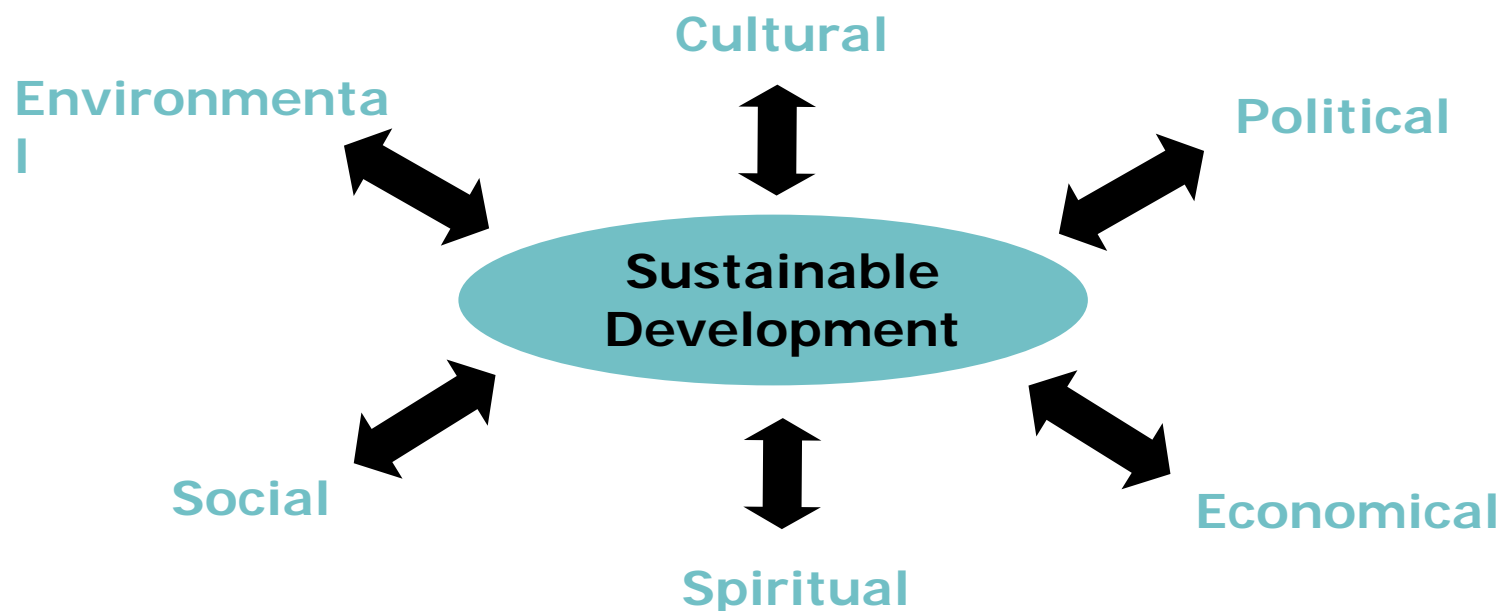 Cultural
Environmenta
l
Political
Sustainable
Development
Social
Economical
Spiritual